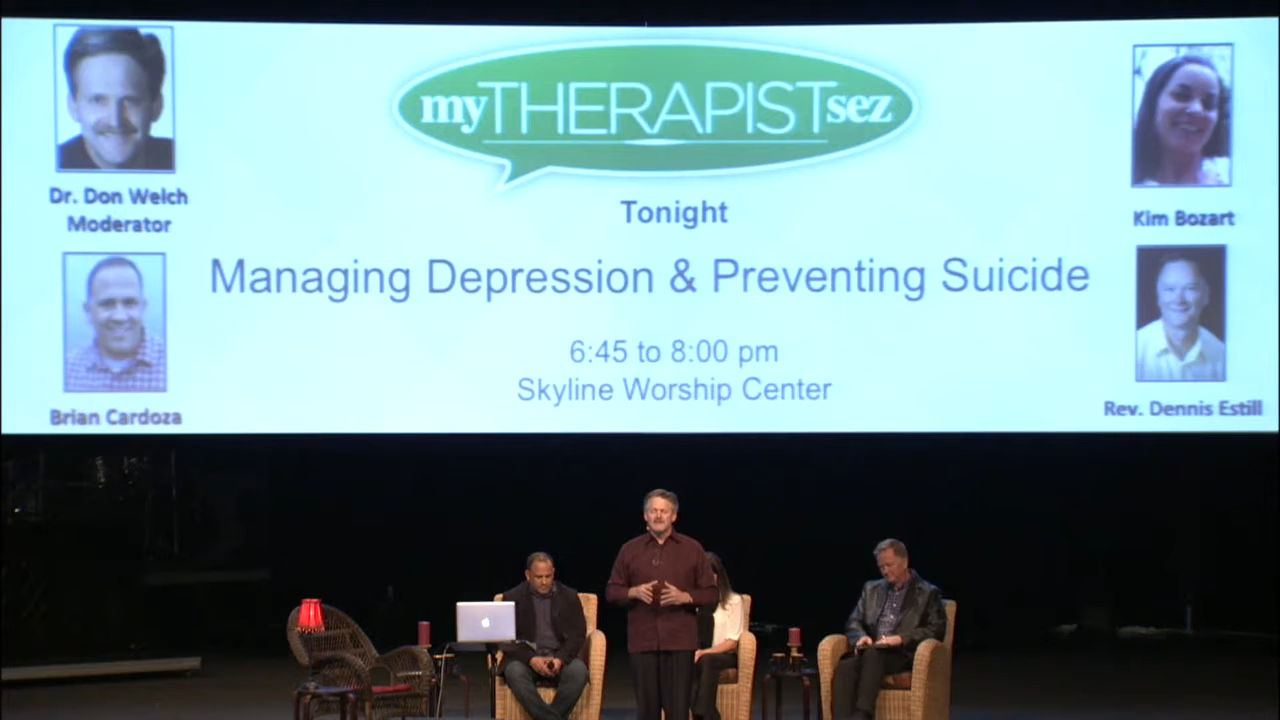 myTHERAPISTsez
Dr. Don Welch
Moderator
Tonight
Kim Bozart
Managing Depression & Preventing Suicide
6:45 to 8:00 pm
Skyline Worship Center
Brian Cardoza
Rev. Dennis Estill